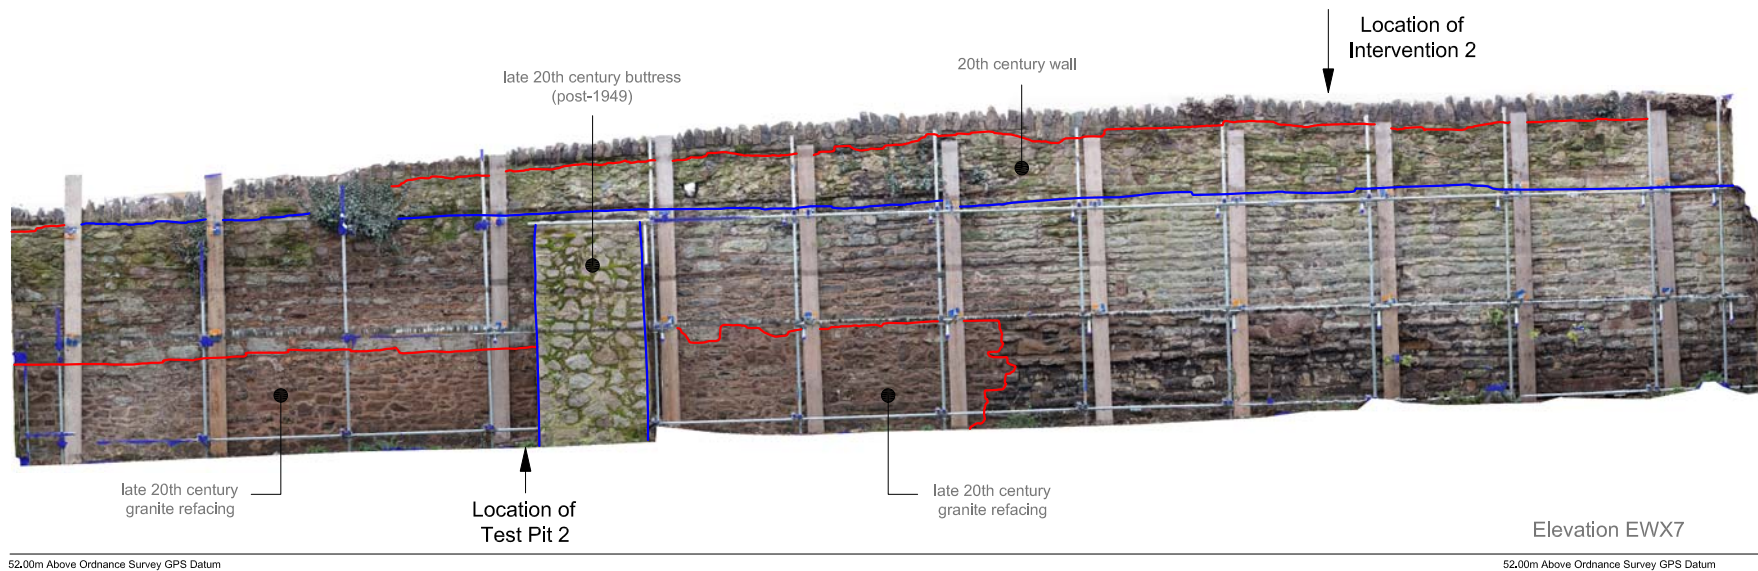 Location of
Intervention 2
20th century wall
late 20th century buttress
(post-1949)
late 20th century
granite refacing
Location of
Test Pit 2
late 20th century
granite refacing
Elevation EWX7
52.00m Above Ordnance Survey GPS Datum
52.00m Above Ordnance Survey GPS Datum